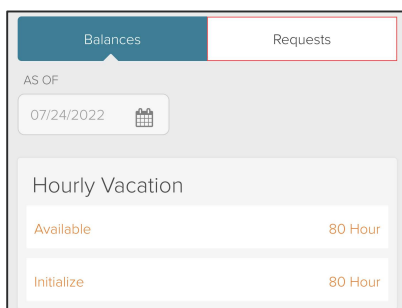 Balances Requests
AS OF
07/24/2022
Hourly Vacation
Available 80 Hour
Initialize 80 Hour